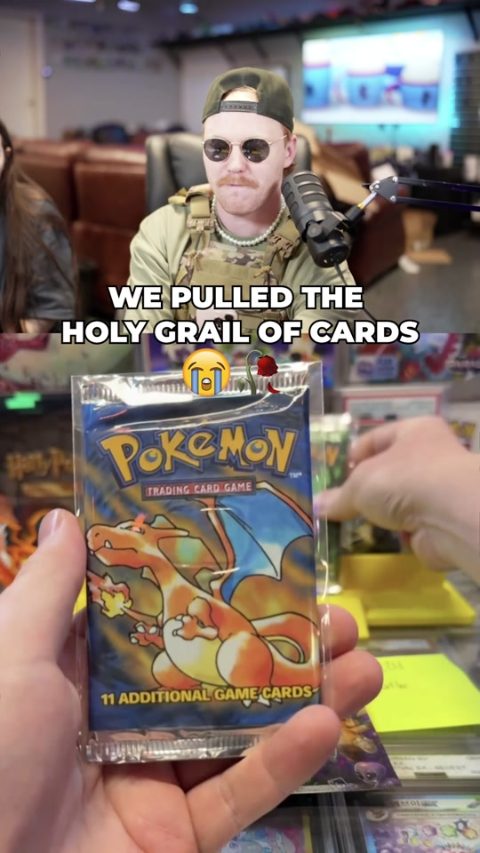 WE PULLED THE
HOLY GRAIL OF CARDS
😭🥀
POKéMON
TRADING CARD GAME
11 ADDITIONAL GAME CARDS